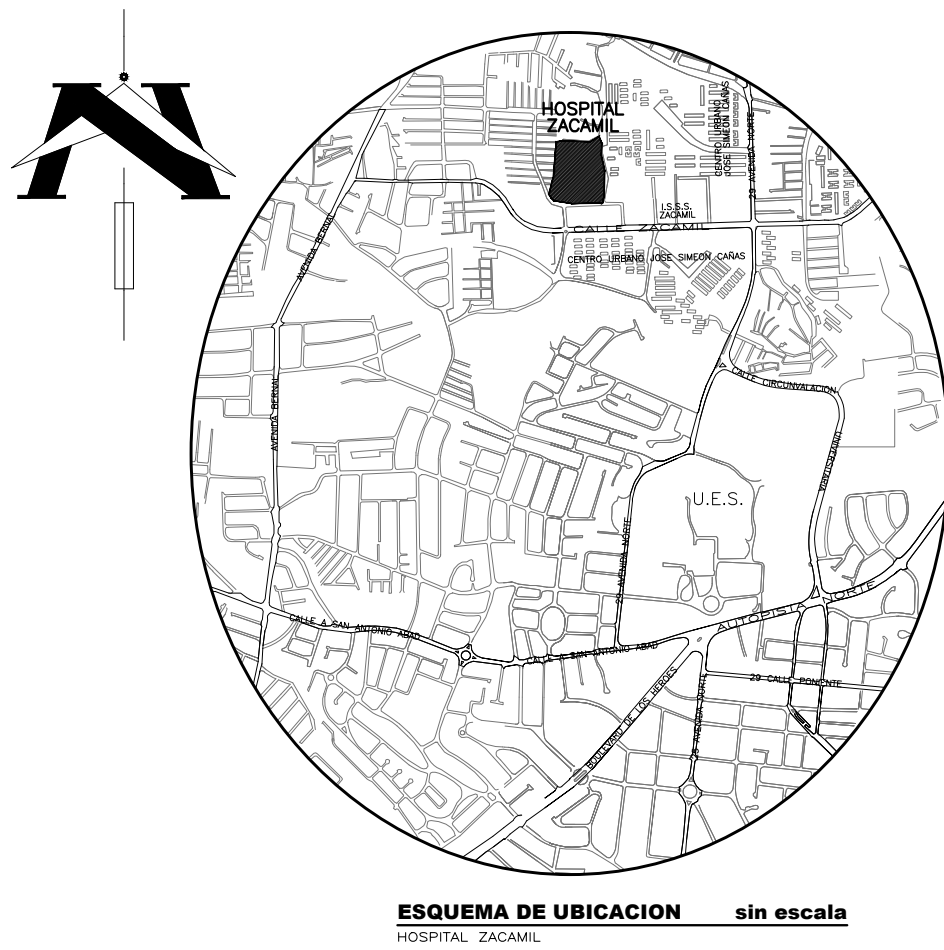 N
HOSPITAL
ZACAMIL
CENTRO URBANO
JOSE SIMEON CAÑAS
29 AVENIDA NORTE
I.S.S.S.
ZACAMIL
CALLE ZACAMIL
AVENIDA BERNAL
CENTRO URBANO JOSE SIMEON CAÑAS
CALLE CIRCUNVALACION
AVENIDA BERNAL
UNIVERSITARIA
U.E.S.
29 AVENIDA NORTE
AUTOPISTA NORTE
CALLE A SAN ANTONIO ABAD
CALLE A SAN ANTONIO ABAD
29 CALLE PONIENTE
BOULEVARD DE LOS HEROES
25 AVENIDA NORTE
ESQUEMA DE UBICACION sin escala
HOSPITAL ZACAMIL